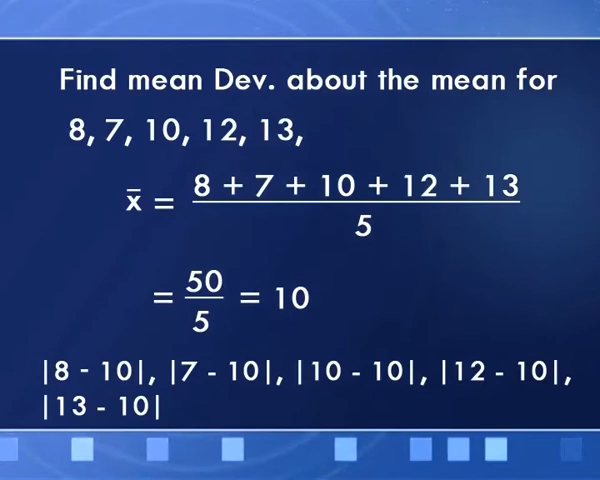 Find mean Dev. about the mean for
8, 7, 10, 12, 13,
x̄ = 8 + 7 + 10 + 12 + 13
5
= 50/5 = 10
|8 - 10|, |7 - 10|, |10 - 10|, |12 - 10|,
|13 - 10|